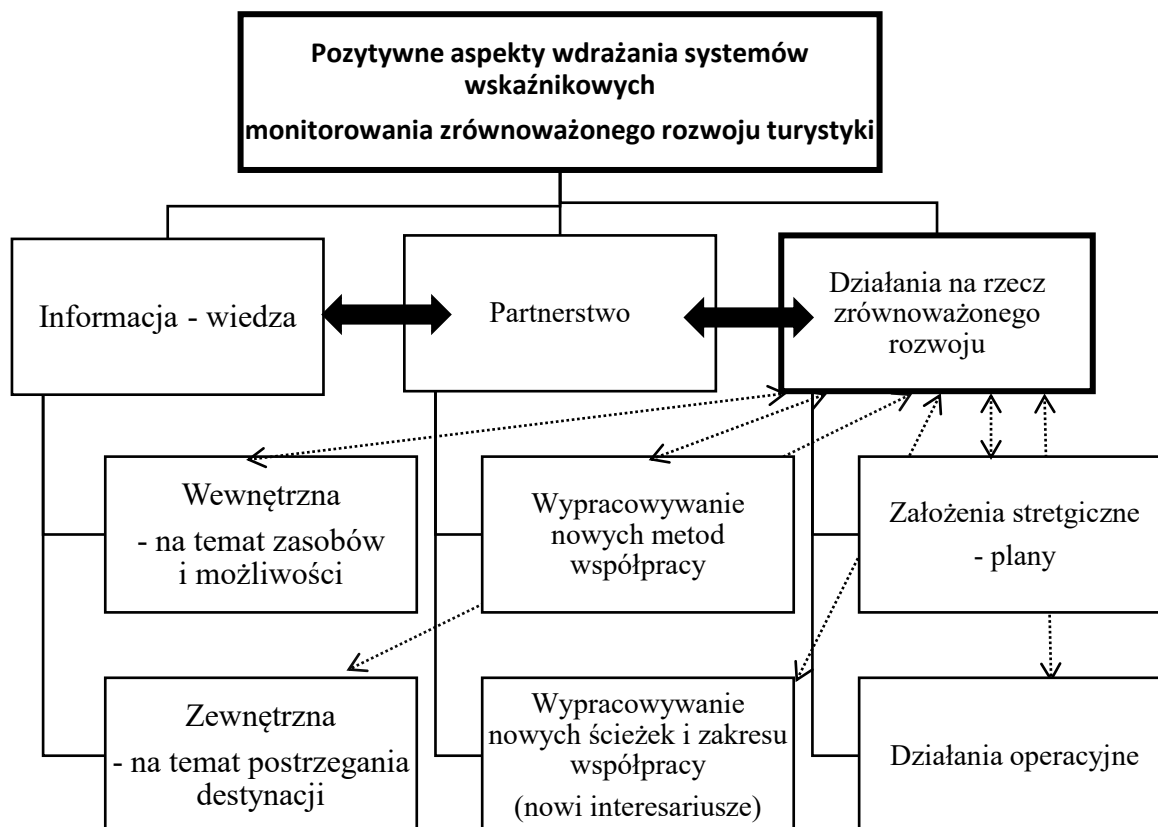 Pozytywne aspekty wdrażania systemów
wskaźnikowych
monitorowania zrównoważonego rozwoju turystyki
Informacja - wiedza
Partnerstwo
Działania na rzecz
zrównoważonego
rozwoju
Wewnętrzna
- na temat zasobów
i możliwości
Wypracowywanie
nowych metod
współpracy
Założenia stretgiczne
- plany
Zewnętrzna
- na temat postrzegania
destynacji
Wypracowywanie
nowych ścieżek i zakresu
współpracy
(nowi interesariusze)
Działania operacyjne